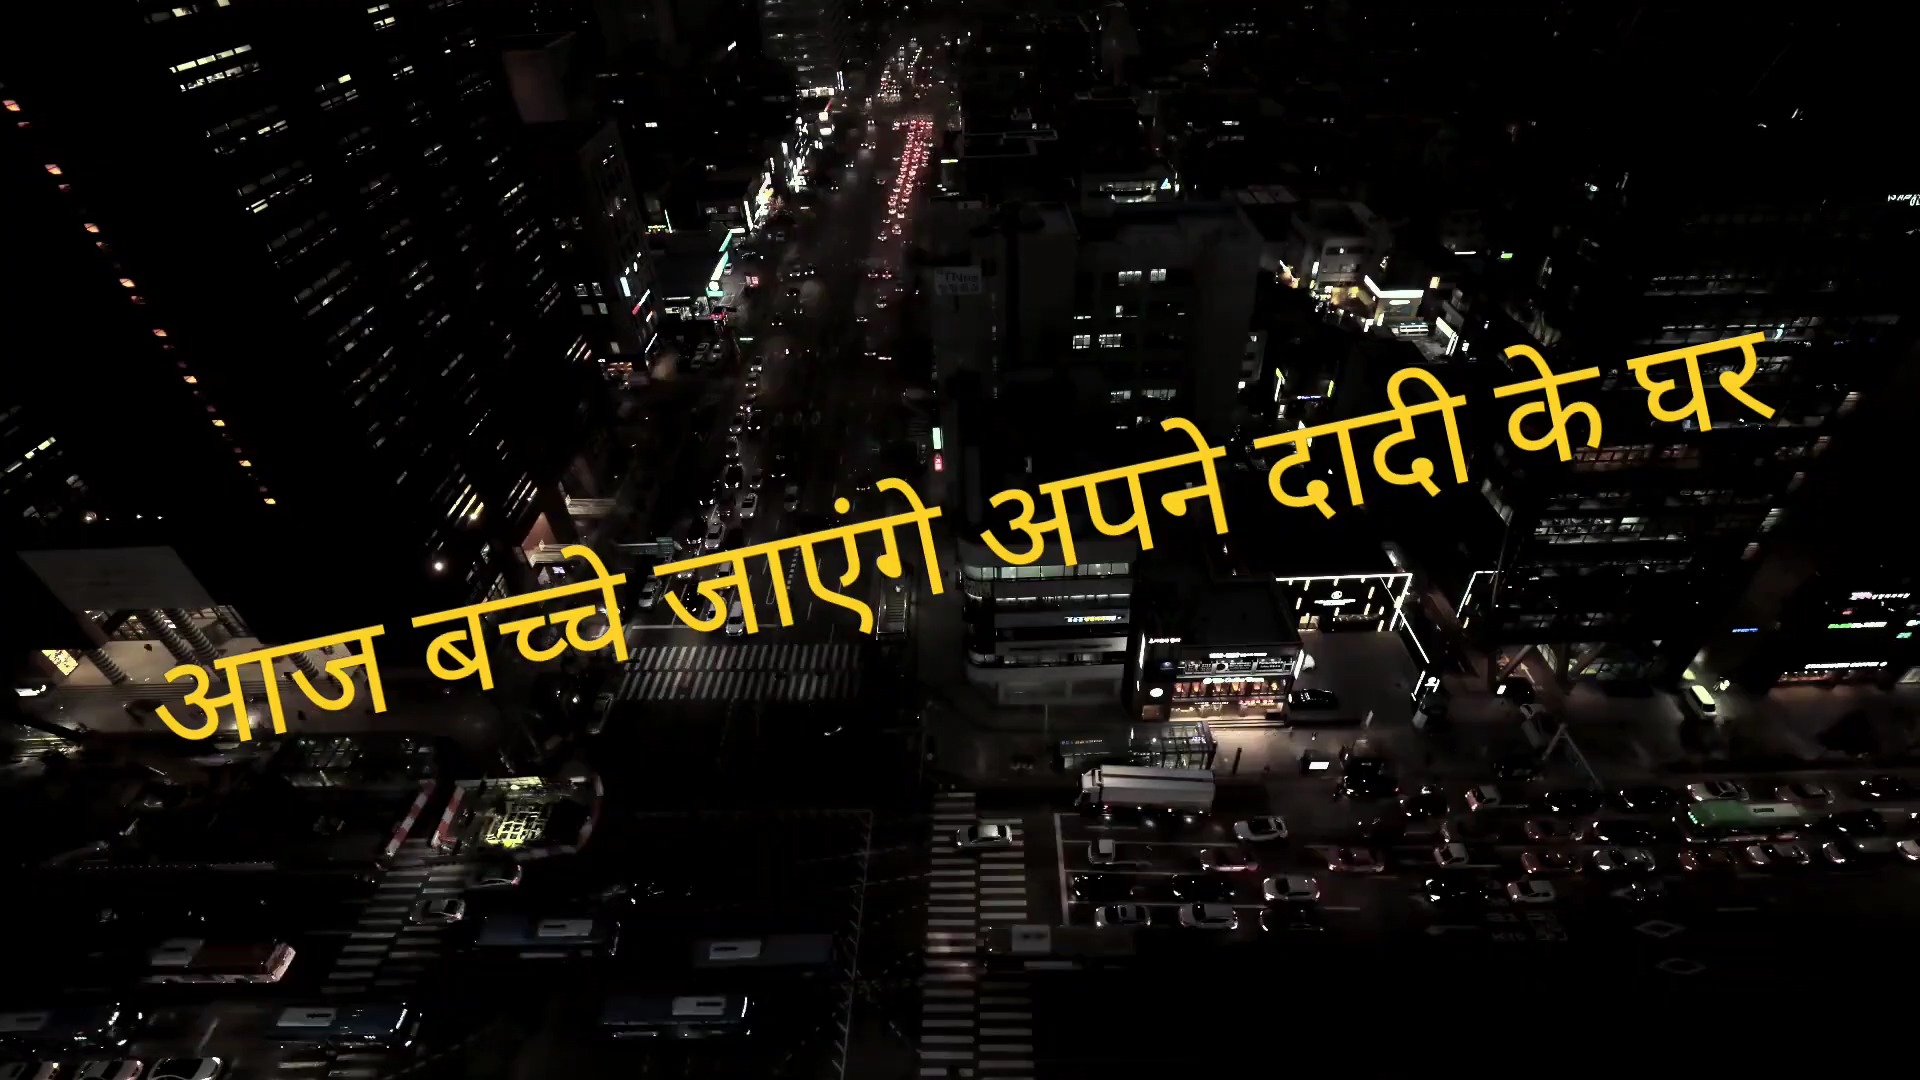 आज बच्चे जाएंगे अपने दादी के घर